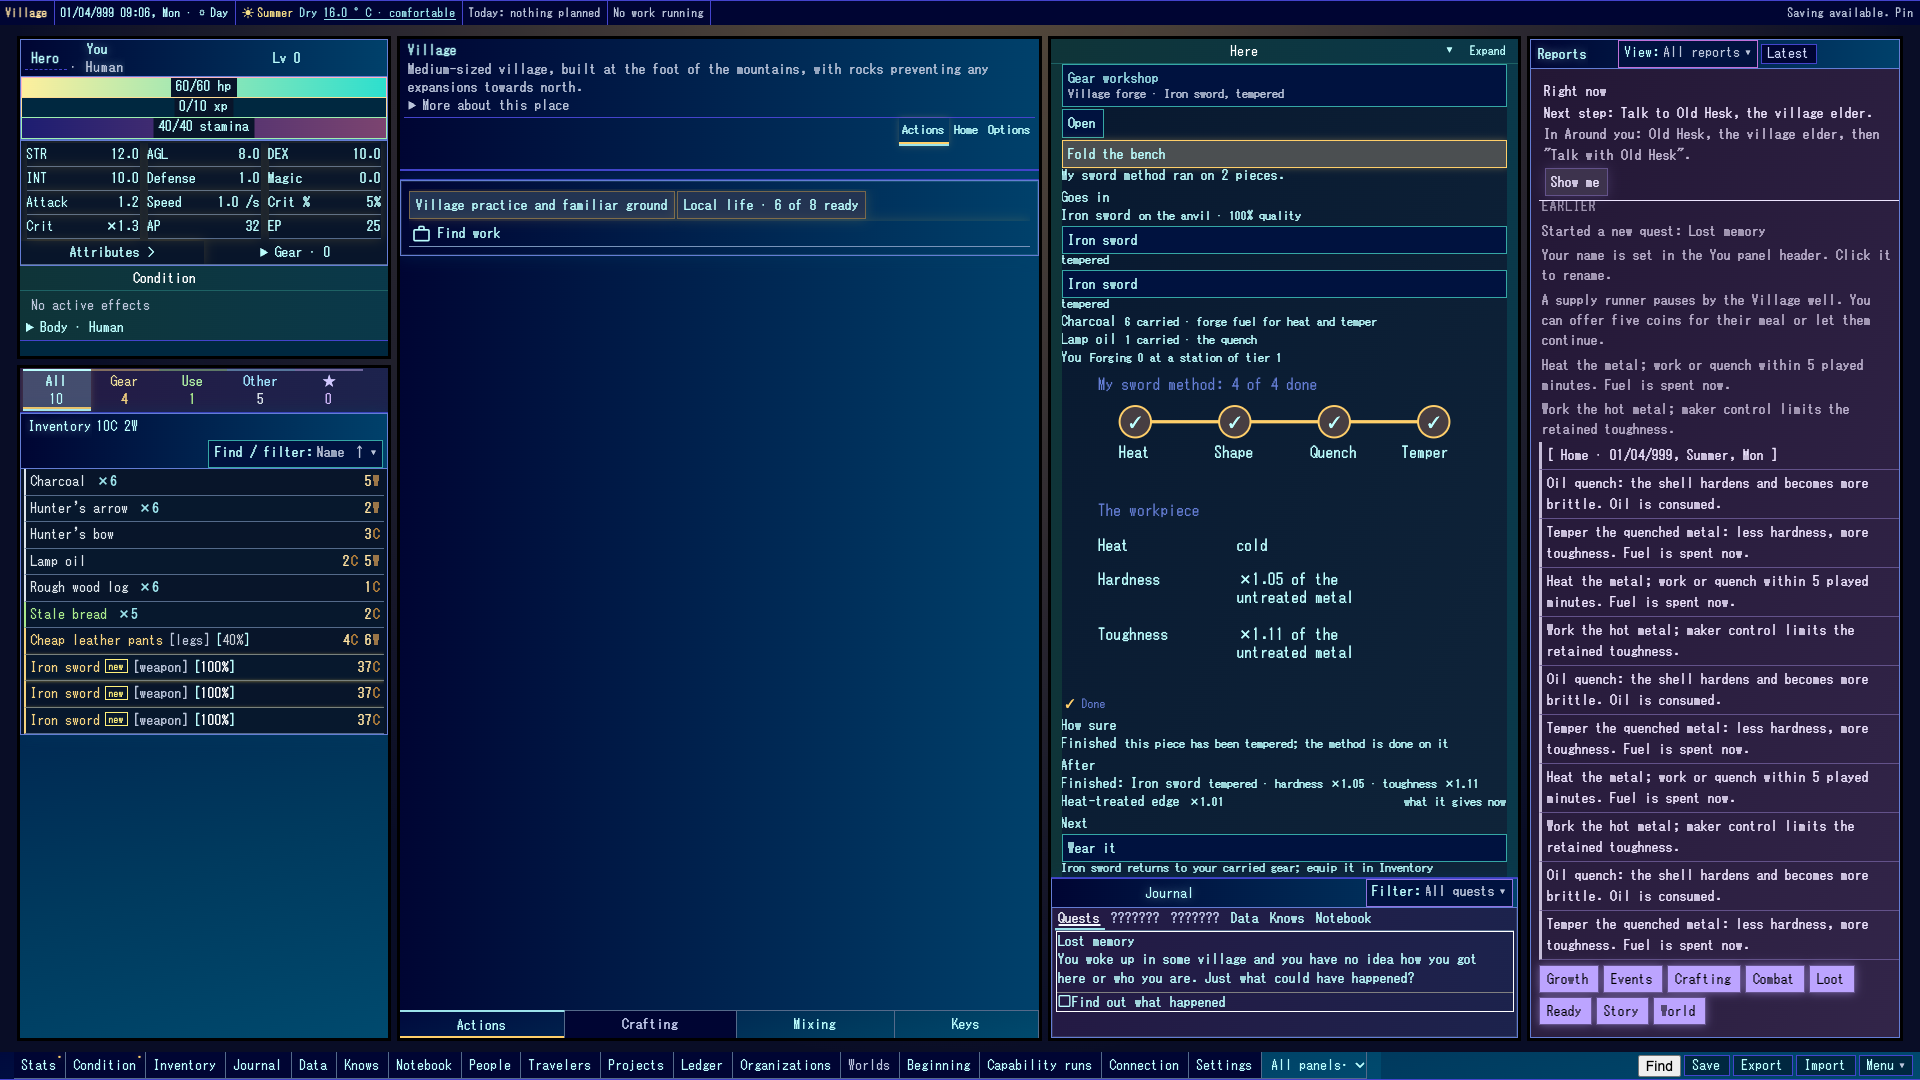 Village 01/04/999 09:06, Mon · ☼ Day ☀ Summer Dry 16.0 ° C · comfortable Today: nothing planned No work running Saving available. Pin
Hero · You Human Lv 0
60/60 hp
0/10 xp
40/40 stamina
STR 12.0 AGL 8.0 DEX 10.0
INT 10.0 Defense 1.0 Magic 0.0
Attack 1.2 Speed 1.0 /s Crit % 5%
Crit ×1.3 AP 32 EP 25
Attributes > ▶ Gear · 0
Condition
No active effects
▶ Body · Human
All Gear Use Other ★
10 4 1 5 0
Inventory 10C 2W
Find / filter: Name ↑ ▾
Charcoal ×6 5W
Hunter's arrow ×6 2W
Hunter's bow 3C
Lamp oil 2C 5W
Rough wood log ×6 1C
Stale bread ×5 2C
Cheap leather pants [legs] [40%] 4C 6W
Iron sword new [weapon] [100%] 37C
Iron sword new [weapon] [100%] 37C
Iron sword new [weapon] [100%] 37C
Village
Medium-sized village, built at the foot of the mountains, with rocks preventing any
expansions towards north.
▶ More about this place
Actions Home Options
Village practice and familiar ground Local life · 6 of 8 ready
Find work
Actions Crafting Mixing Keys
Here ▾ Expand
Gear workshop
Village forge · Iron sword, tempered
Open
Fold the bench
My sword method ran on 2 pieces.
Goes in
Iron sword on the anvil · 100% quality
Iron sword
tempered
Iron sword
tempered
Charcoal 6 carried · forge fuel for heat and temper
Lamp oil 1 carried · the quench
You Forging 0 at a station of tier 1
My sword method: 4 of 4 done
✓ ✓ ✓ ✓
Heat Shape Quench Temper
The workpiece
Heat cold
Hardness ×1.05 of the
untreated metal
Toughness ×1.11 of the
untreated metal
✓ Done
How sure
Finished this piece has been tempered; the method is done on it
After
Finished: Iron sword tempered · hardness ×1.05 · toughness ×1.11
Heat-treated edge ×1.01 what it gives now
Next
Wear it
Iron sword returns to your carried gear; equip it in Inventory
Journal Filter: All quests ▾
Quests ??????? ??????? Data Knows Notebook
Lost memory
You woke up in some village and you have no idea how you got
here or who you are. Just what could have happened?
☐Find out what happened
Reports View: All reports ▾ Latest
Right now
Next step: Talk to Old Hesk, the village elder.
In Around you: Old Hesk, the village elder, then
"Talk with Old Hesk".
Show me
EARLIER
Started a new quest: Lost memory
Your name is set in the You panel header. Click it
to rename.
A supply runner pauses by the Village well. You
can offer five coins for their meal or let them
continue.
Heat the metal; work or quench within 5 played
minutes. Fuel is spent now.
Work the hot metal; maker control limits the
retained toughness.
[ Home · 01/04/999, Summer, Mon ]
Oil quench: the shell hardens and becomes more
brittle. Oil is consumed.
Temper the quenched metal: less hardness, more
toughness. Fuel is spent now.
Heat the metal; work or quench within 5 played
minutes. Fuel is spent now.
Work the hot metal; maker control limits the
retained toughness.
Oil quench: the shell hardens and becomes more
brittle. Oil is consumed.
Temper the quenched metal: less hardness, more
toughness. Fuel is spent now.
Heat the metal; work or quench within 5 played
minutes. Fuel is spent now.
Work the hot metal; maker control limits the
retained toughness.
Oil quench: the shell hardens and becomes more
brittle. Oil is consumed.
Temper the quenched metal: less hardness, more
toughness. Fuel is spent now.
Growth Events Crafting Combat Loot
Ready Story World
Stats Condition Inventory Journal Data Knows Notebook People Travelers Projects Ledger Organizations Worlds Beginning Capability runs Connection Settings All panels· Find Save Export Import Menu ▾